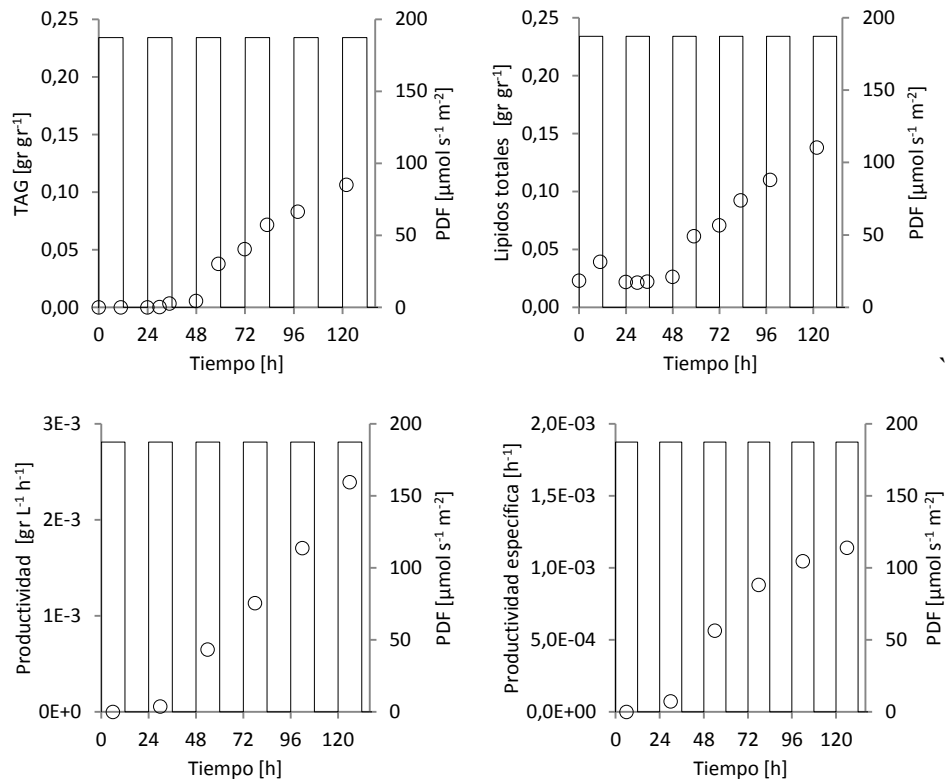 TAG [gr gr⁻¹]
0,25
0,20
0,15
0,10
0,05
0,00
0 24 48 72 96 120
Tiempo [h]
200
150
100
50
0
PDF [µmol s⁻¹ m⁻²]
Lipidos totales [gr gr⁻¹]
0,25
0,20
0,15
0,10
0,05
0,00
0 24 48 72 96 120
Tiempo [h]
200
150
100
50
0
PDF [µmol s⁻¹ m⁻²]
`
Productividad [gr L⁻¹ h⁻¹]
3E-3
2E-3
1E-3
0E+0
0 24 48 72 96 120
Tiempo [h]
200
150
100
50
0
PDF [µmol s⁻¹ m⁻²]
Productividad específica [h⁻¹]
2,0E-03
1,5E-03
1,0E-03
5,0E-04
0,0E+00
0 24 48 72 96 120
Tiempo [h]
200
150
100
50
0
PDF [µmol s⁻¹ m⁻²]